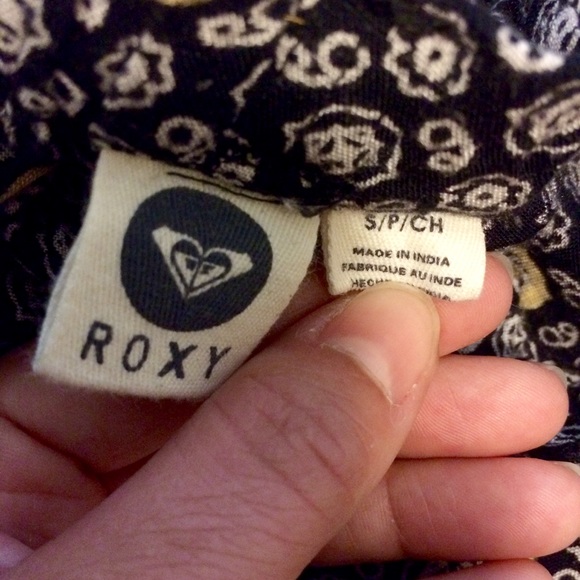 ROXY
S/P/CH
MADE IN INDIA
FABRIQUE AU INDE